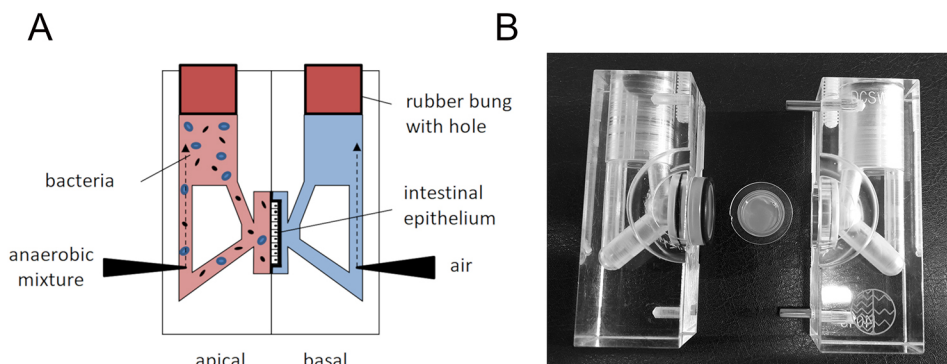 A
B
rubber bung
with hole
bacteria
intestinal
epithelium
anaerobic
mixture
air
apical
basal